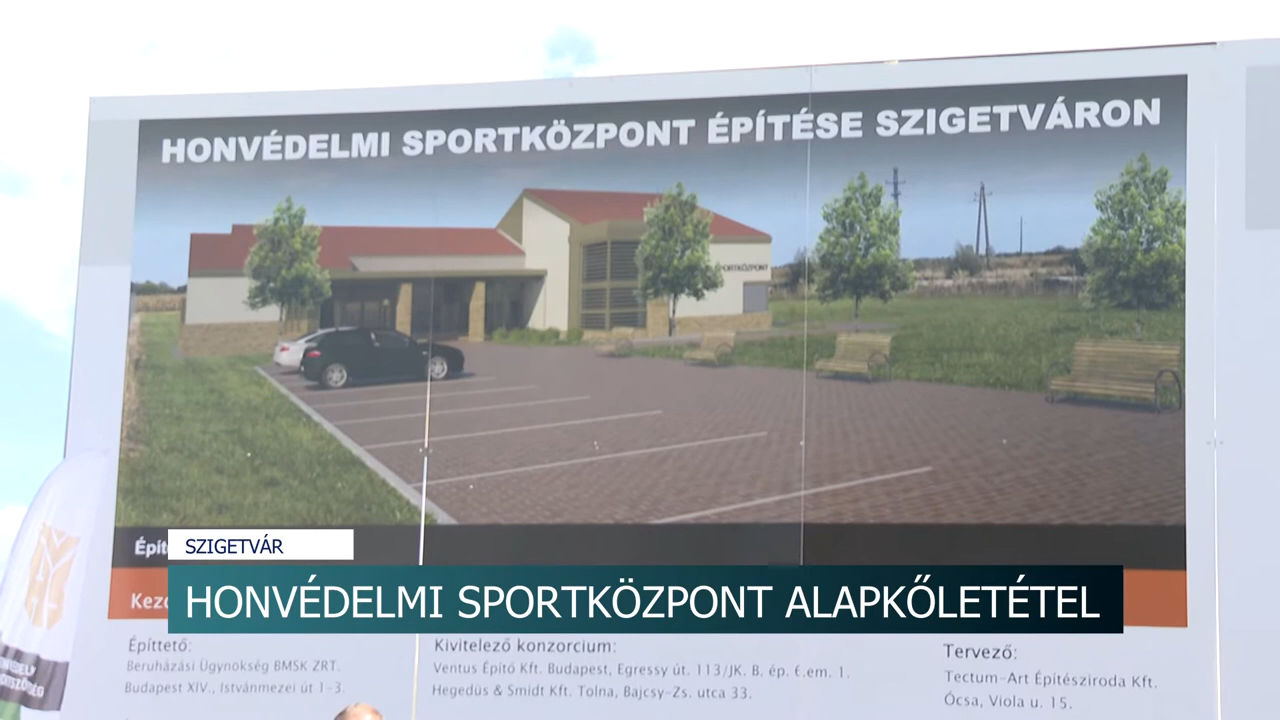 HONVÉDELMI SPORTKÖZPONT ÉPÍTÉSE SZIGETVÁRON
SPORTKÖZPONT
SZIGETVÁR
HONVÉDELMI SPORTKÖZPONT ALAPKŐLETÉTEL
Építtető:
Beruházási Ügynökség BMSK ZRT.
Budapest XIV., Istvánmezei út 1-3.
Kivitelező konzorcium:
Ventus Építő Kft. Budapest, Egressy út. 113/JK. B. ép. 6.em. 1.
Hegedüs & Smidt Kft. Tolna, Bajcsy-Zs. utca 33.
Tervező:
Tectum-Art Építésziroda Kft.
Ócsa, Viola u. 15.